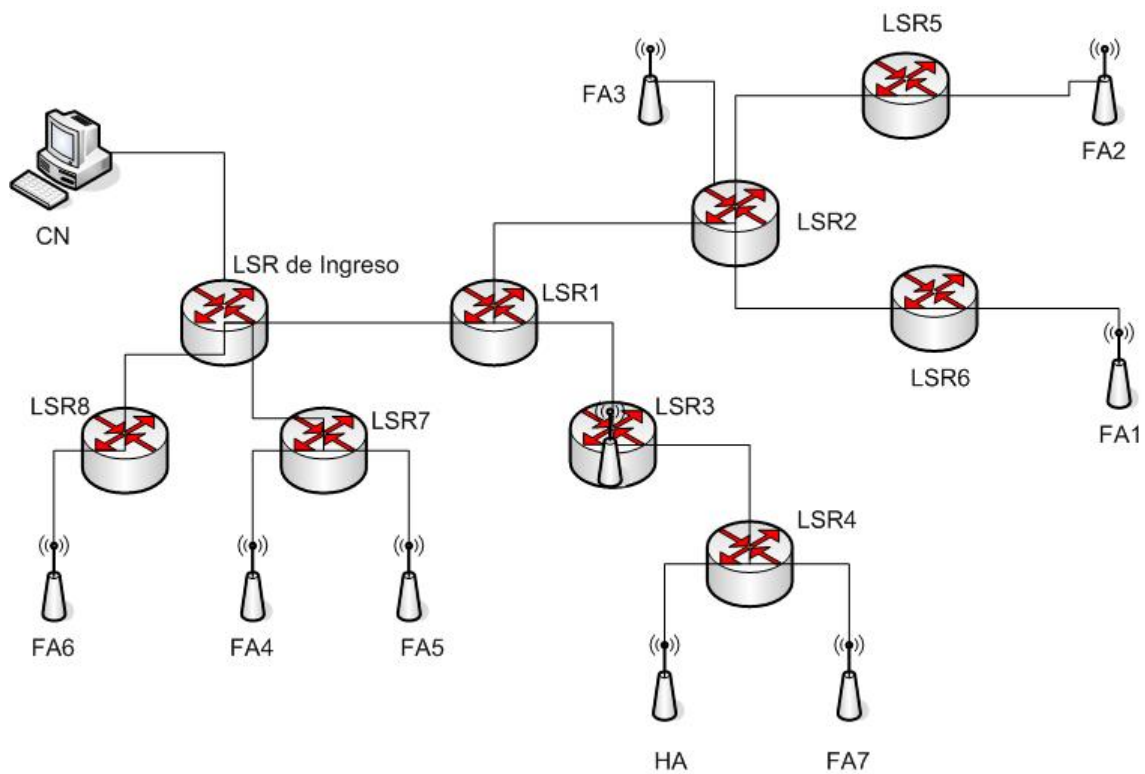 LSR5
FA3
FA2
CN
LSR2
LSR de Ingreso
LSR1
LSR6
LSR8
LSR7
LSR3
FA1
LSR4
FA6
FA4
FA5
HA
FA7